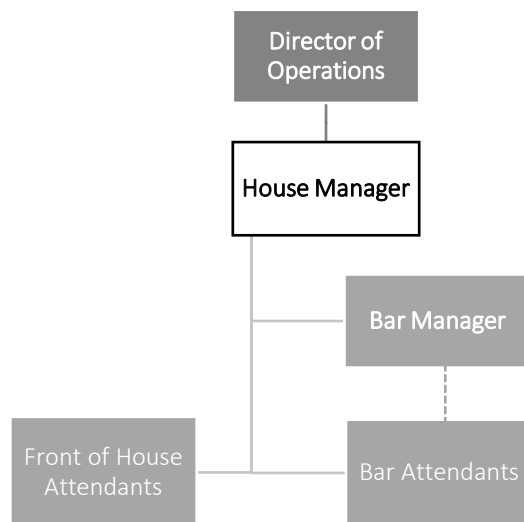 Director of
Operations
House Manager
Bar Manager
Front of House
Attendants
Bar Attendants